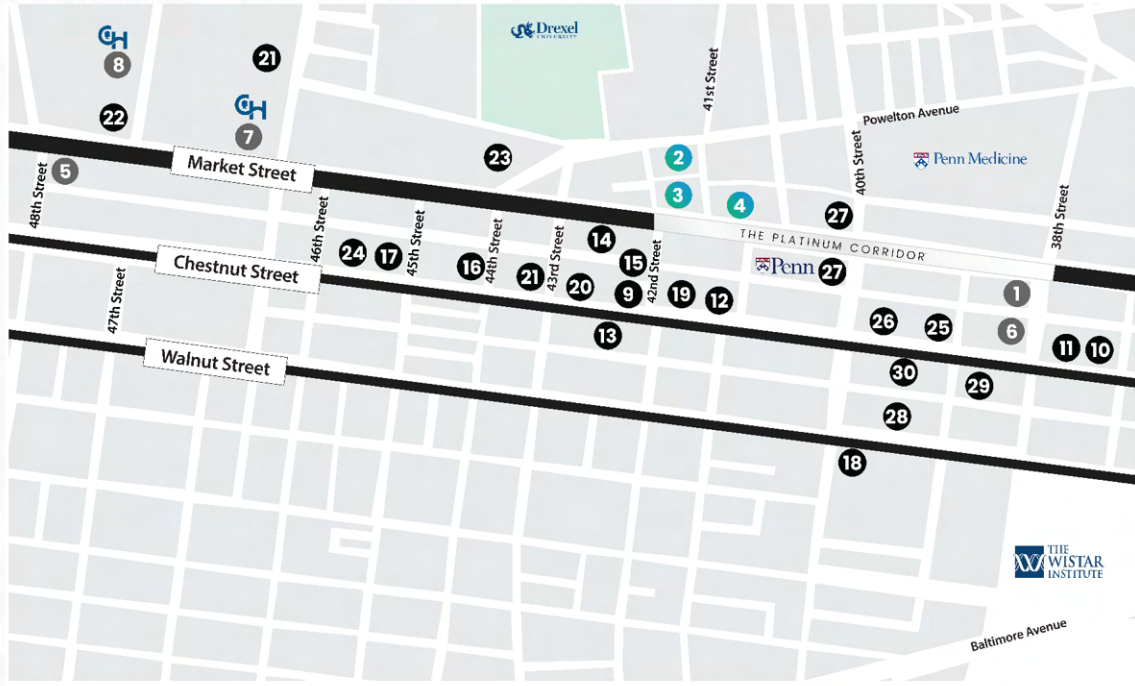 Drexel
UNIVERSITY
CH
8
21
CH
7
22
41st Street
Powelton Avenue
40th Street
Penn Medicine
23
2
3
4
27
Market Street
5
48th Street
38th Street
THE PLATINUM CORRIDOR
46th Street
24
17
45th Street
16
44th Street
21
43rd Street
20
14
15
9
42nd Street
19
12
Penn
27
1
Chestnut Street
47th Street
13
26
25
6
11
10
Walnut Street
30
29
28
18
THE
WISTAR
INSTITUTE
Baltimore Avenue